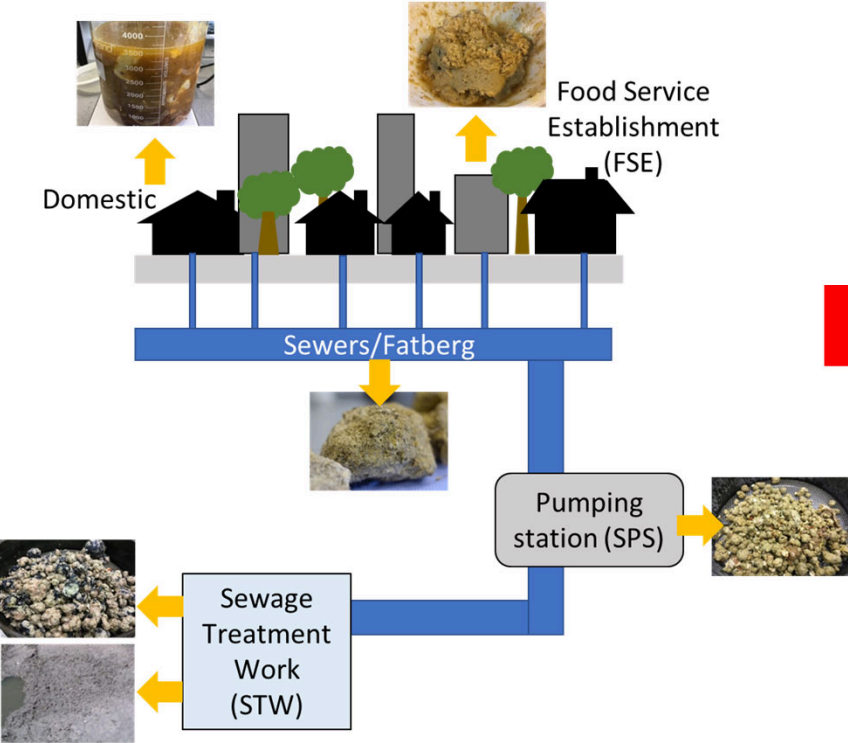 4000
3500
3000
2500
2000
1500
Food Service
Establishment
(FSE)
Domestic
Sewers/Fatberg
Pumping
station (SPS)
Sewage
Treatment
Work
(STW)